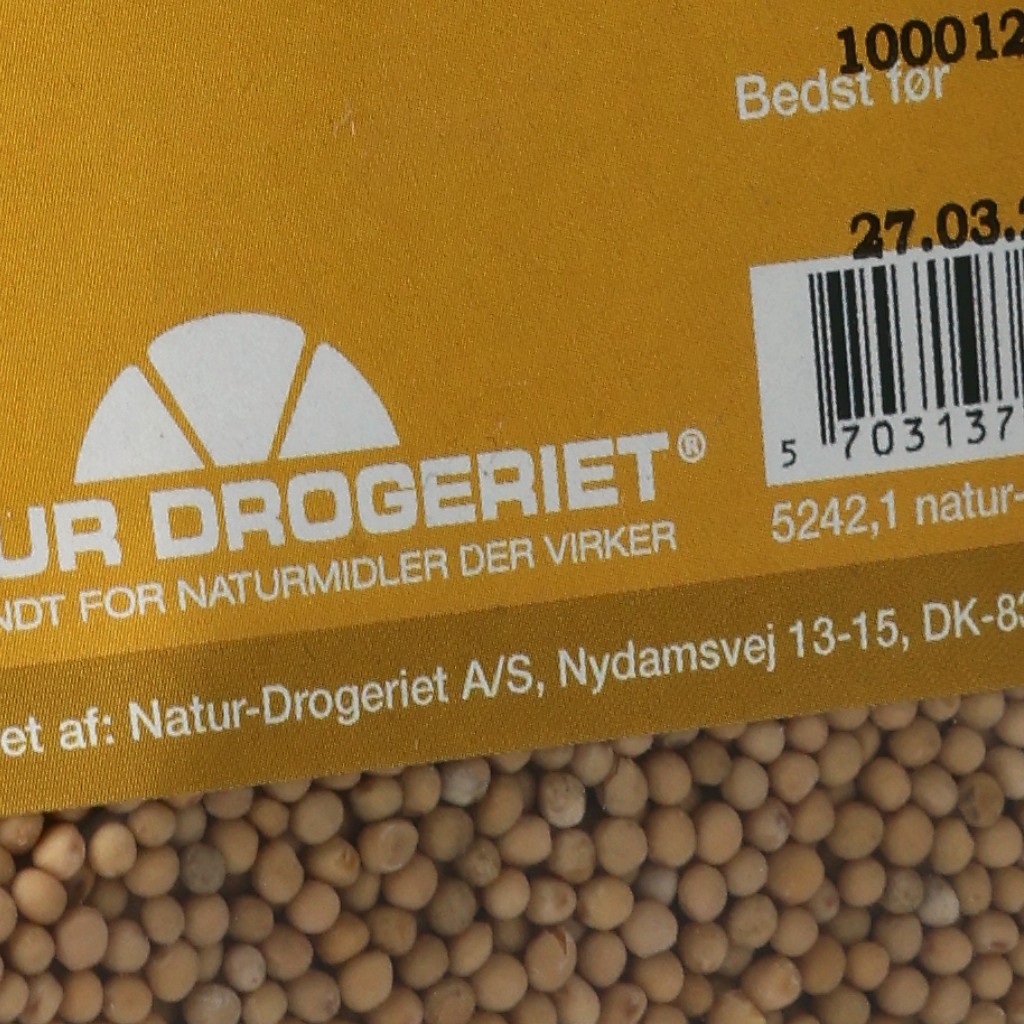 100012
Bedst før
27.03.
5 703137
UR DROGERIET®
NDT FOR NATURMIDLER DER VIRKER
5242,1 natur-
et af: Natur-Drogeriet A/S, Nydamsvej 13-15, DK-83